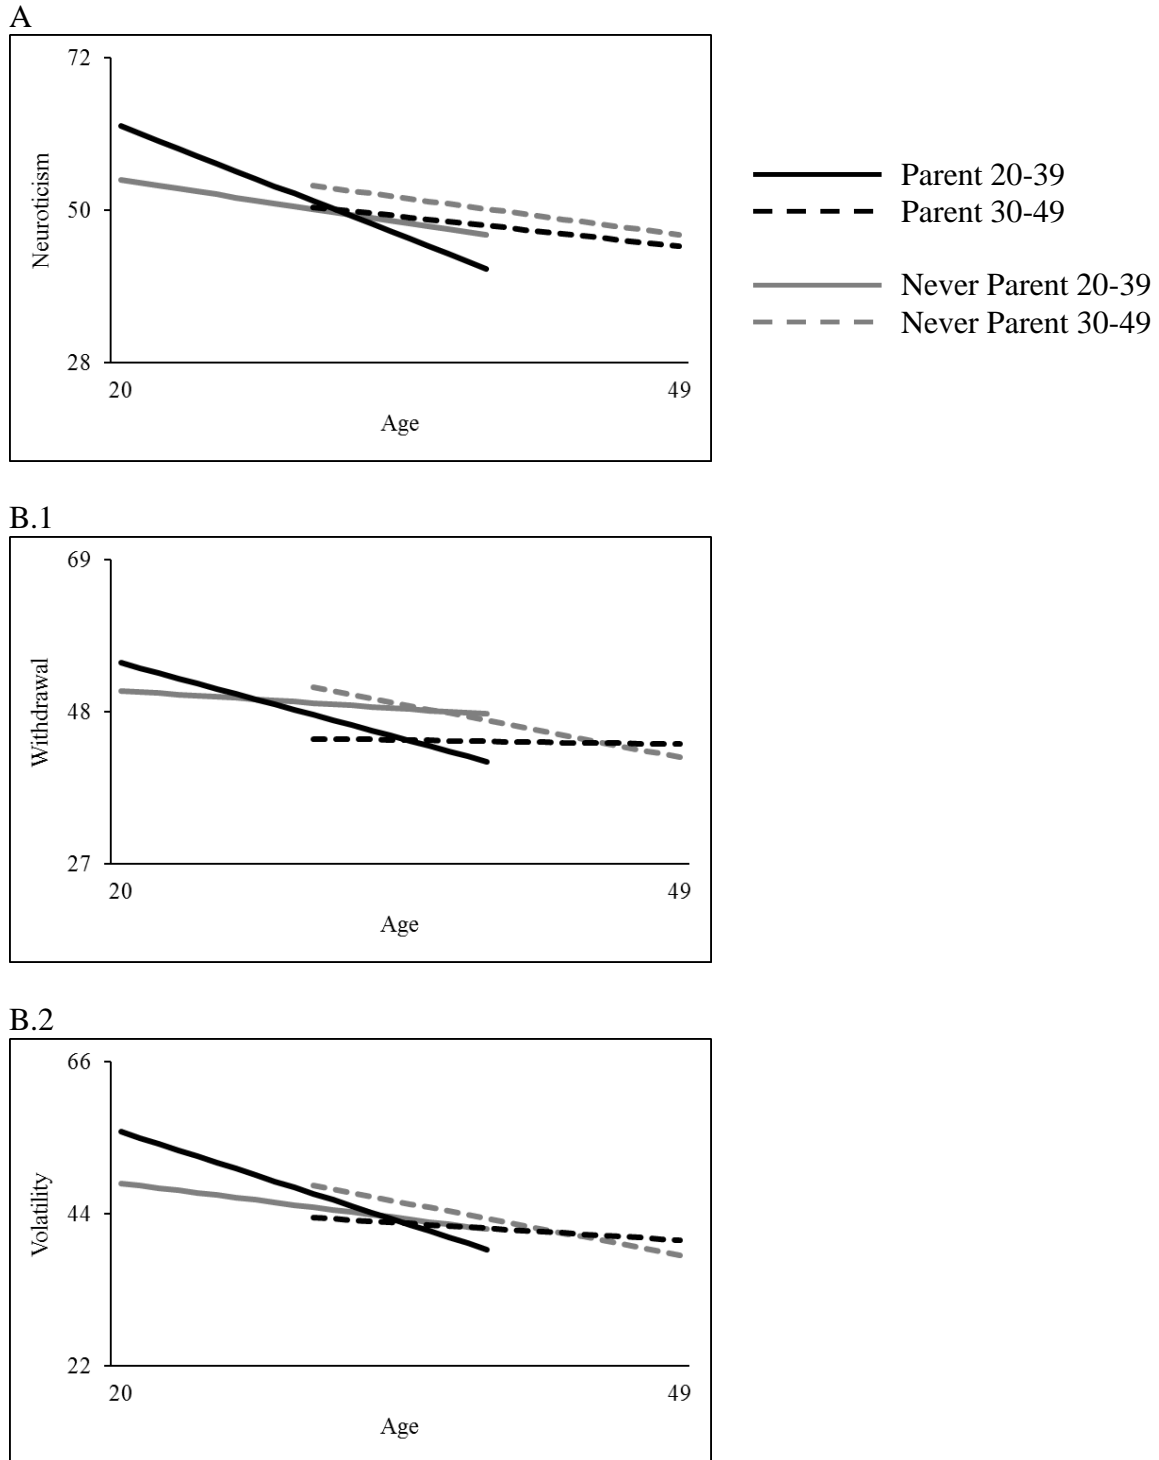 A
72
50
28
Neuroticism
20
49
Age
Parent 20-39
Parent 30-49
Never Parent 20-39
Never Parent 30-49
B.1
69
48
27
Withdrawal
20
49
Age
B.2
66
44
22
Volatility
20
49
Age